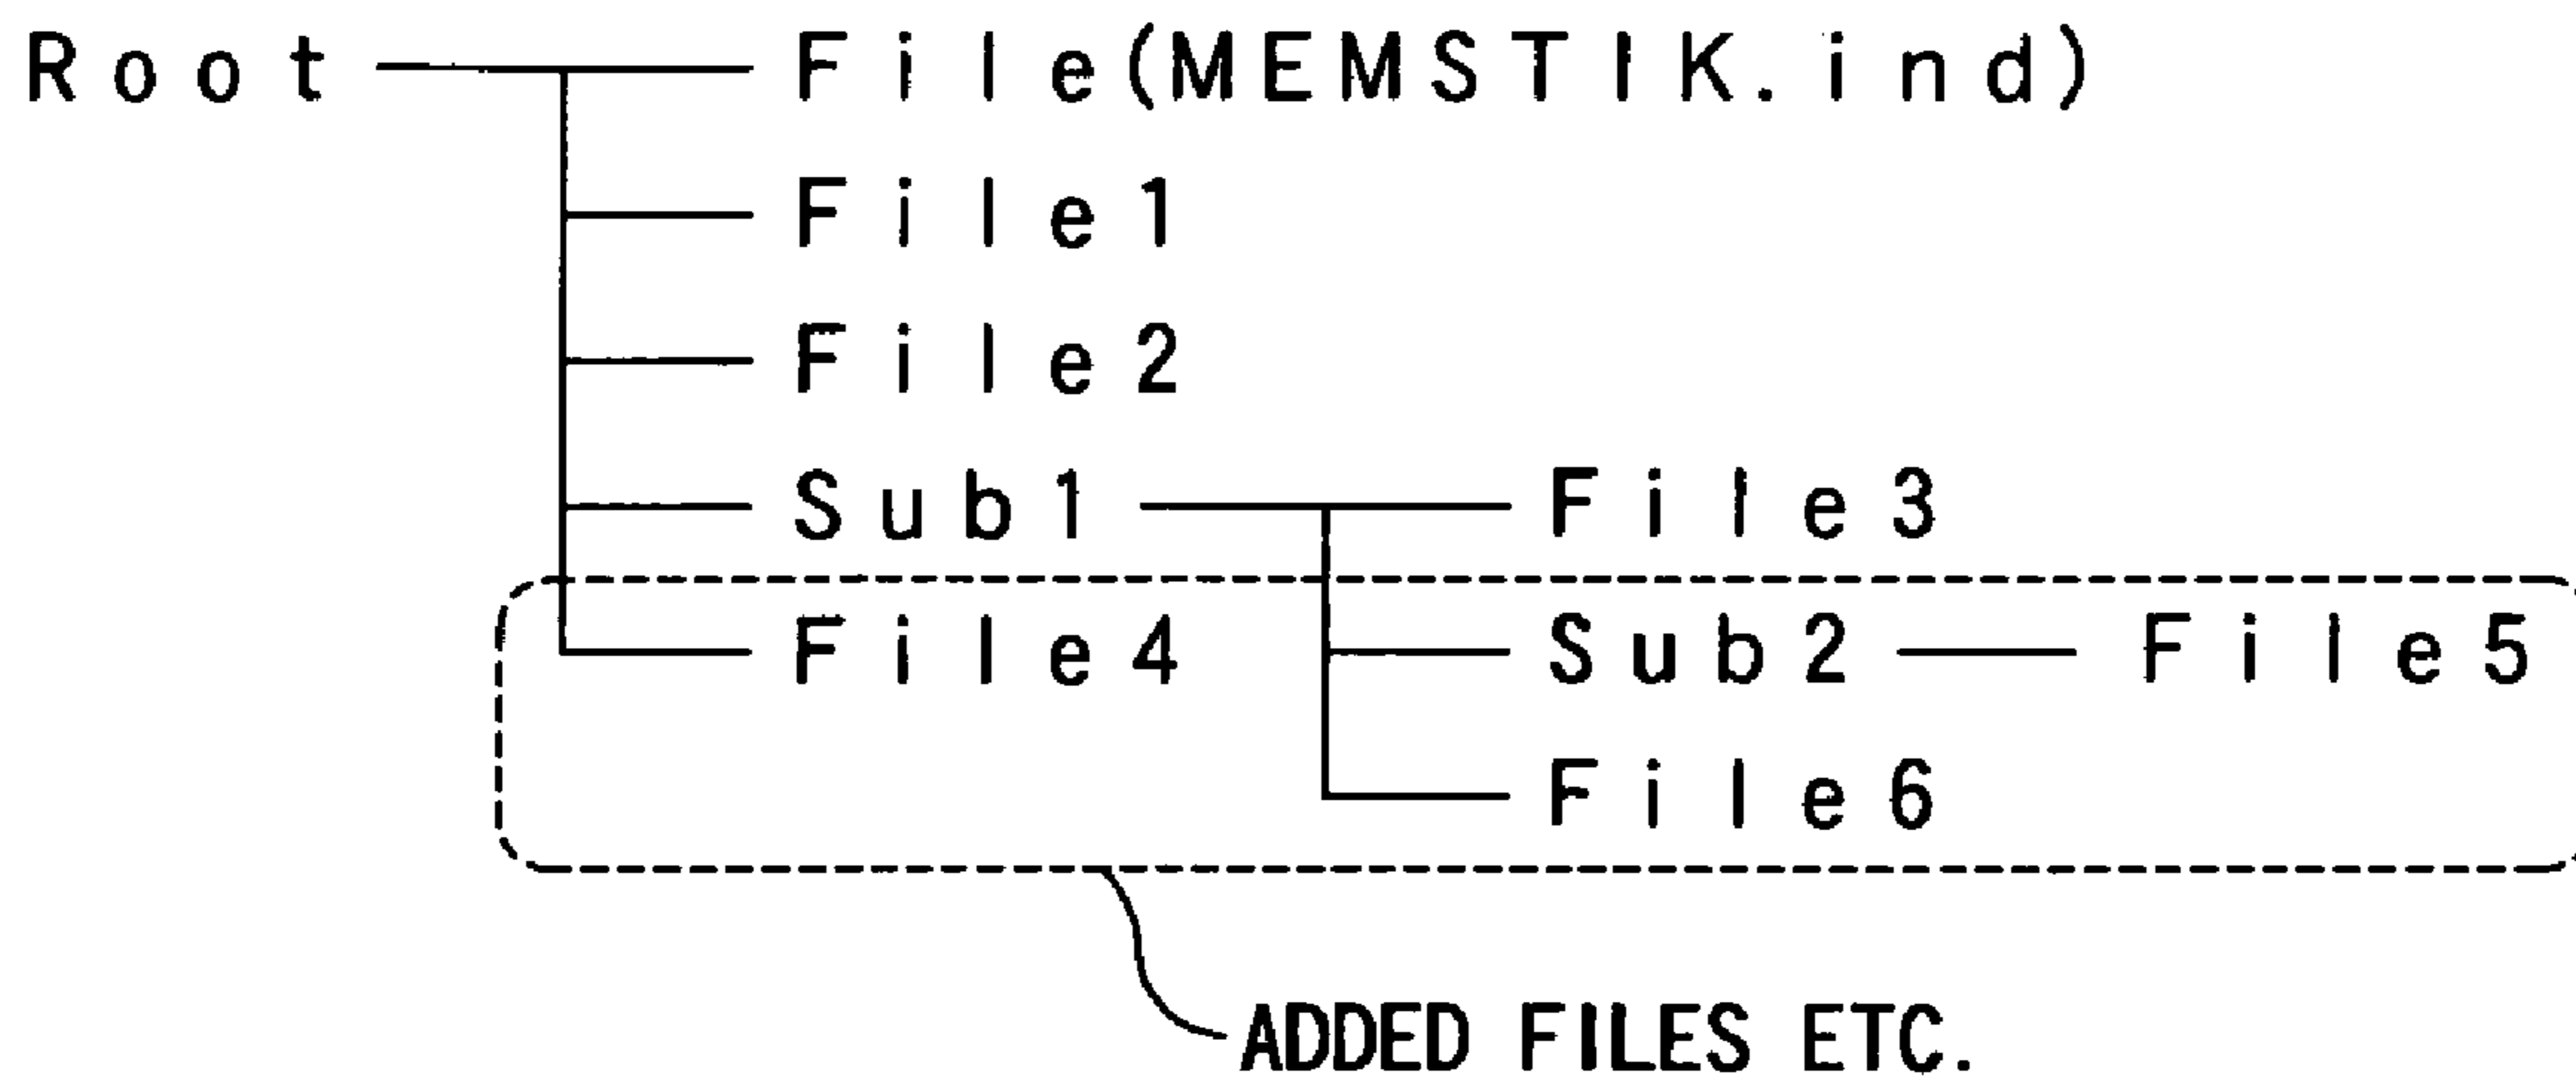 Root File(MEMSTIK.ind)
File1
File2
Sub1 File3
File4 Sub2 File5
File6
ADDED FILES ETC.